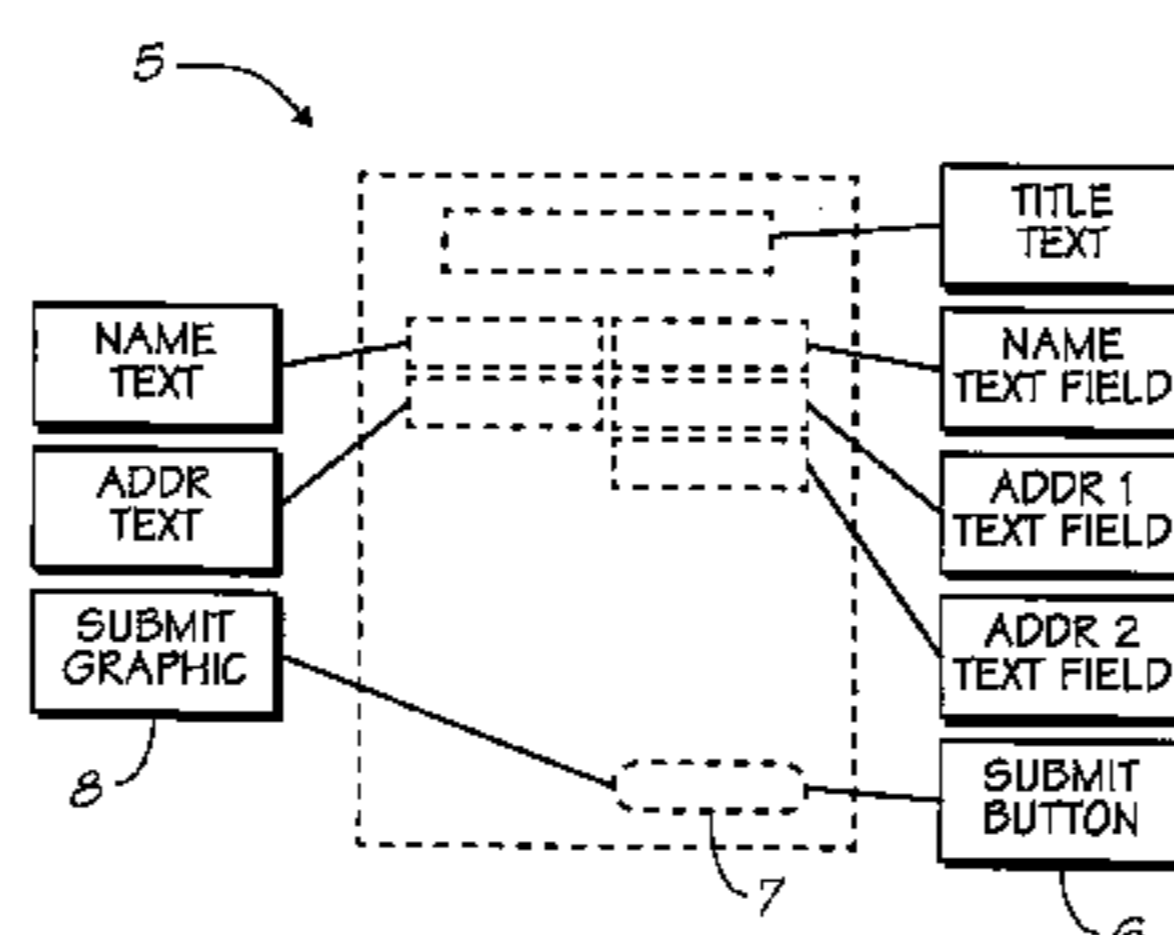 5
TITLE
TEXT
NAME
TEXT
NAME
TEXT FIELD
ADDR
TEXT
ADDR 1
TEXT FIELD
SUBMIT
GRAPHIC
ADDR 2
TEXT FIELD
8
SUBMIT
BUTTON
7
6